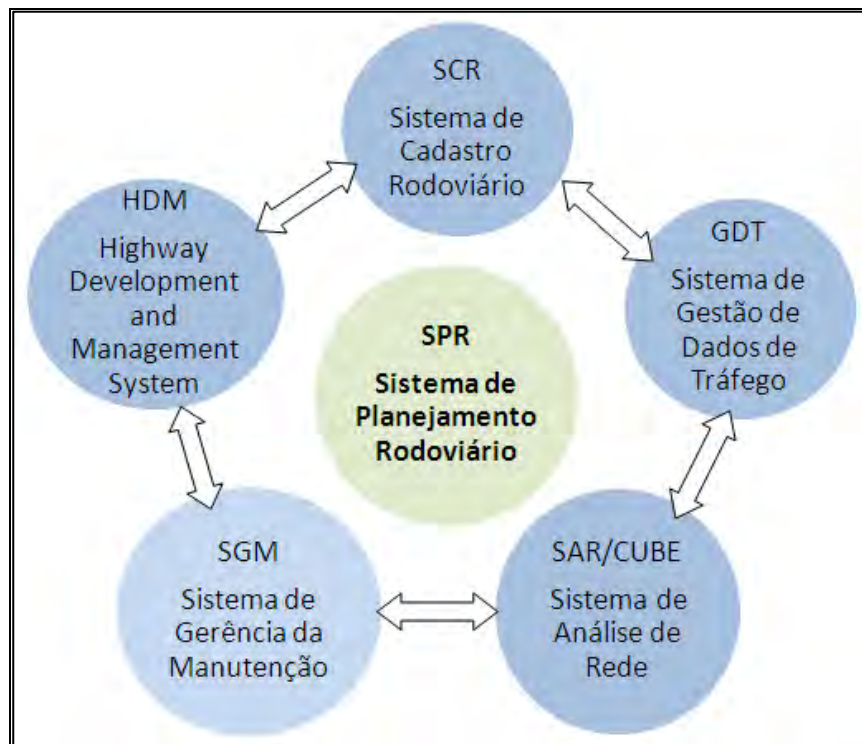 SCR
Sistema de
Cadastro
Rodoviário
HDM
Highway
Development
and
Management
System
GDT
Sistema de
Gestão de
Dados de
Tráfego
SPR
Sistema de
Planejamento
Rodoviário
SGM
Sistema de
Gerência da
Manutenção
SAR/CUBE
Sistema de
Análise de
Rede